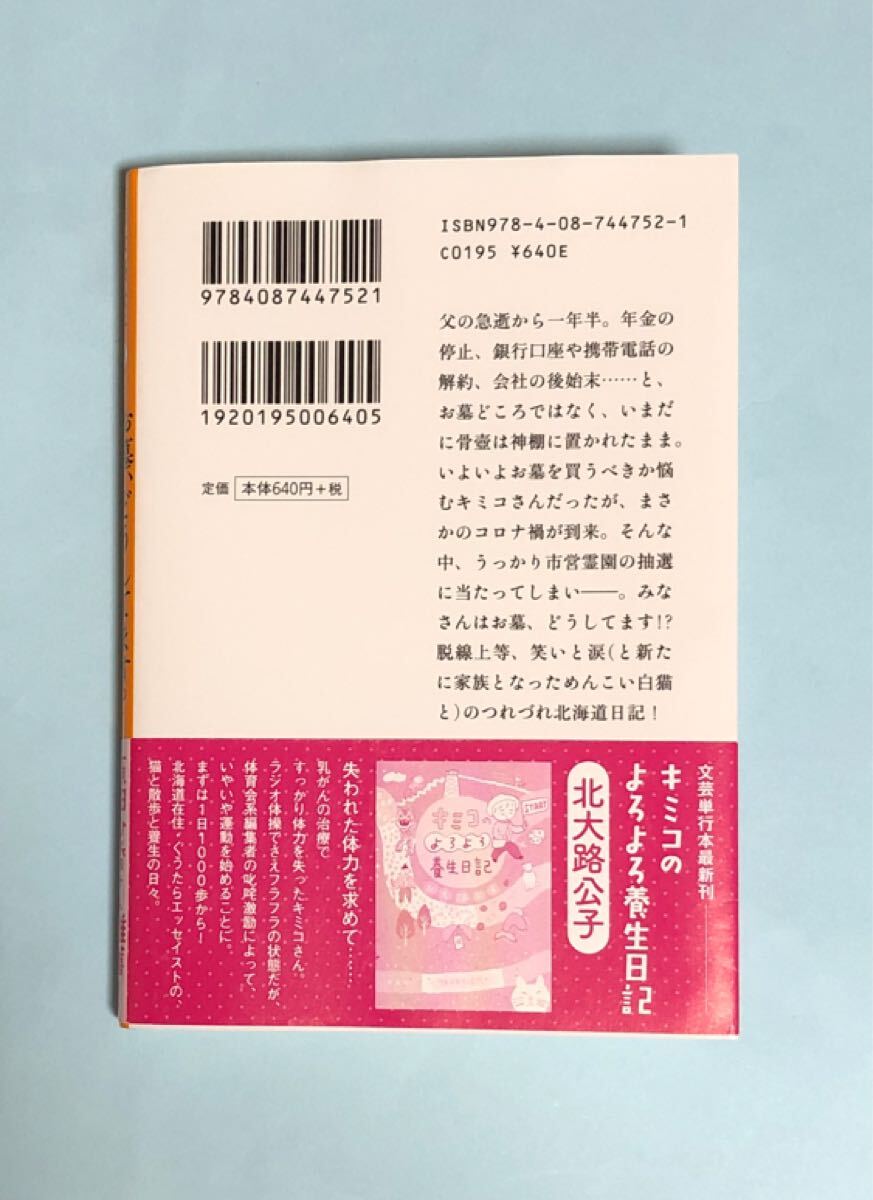 9784087447521
1920195006405
定価 本体640円+税
ISBN978-4-08-744752-1
C0195 ¥640E
父の急逝から一年半。年金の
停止、銀行口座や携帯電話の
解約、会社の後始末……と、
お墓どころではなく、いまだ
に骨壺は神棚に置かれたまま。
いよいよお墓を買うべきか悩
むキミコさんだったが、まさ
かのコロナ禍が到来。そんな
中、うっかり市営霊園の抽選
に当たってしまい――。みな
さんはお墓、どうしてます!?
脱線上等、笑いと涙(と新た
に家族となっためんこい白猫
と)のつれづれ北海道日記!
文芸単行本最新刊
キミコの
よろよろ養生日記
北大路公子
キミコ
よろよろ
養生日記
START
失われた体力を求めて……
乳がんの治療で
すっかり体力を失ったキミコさん。
ラジオ体操でさえフラフラの状態だが、
体育会系編集者の叱咤激励によって、
いやいや運動を始めることに。
まずは1日1000歩から!
北海道在住 ぐうたらエッセイストの、
猫と散歩と養生の日々。